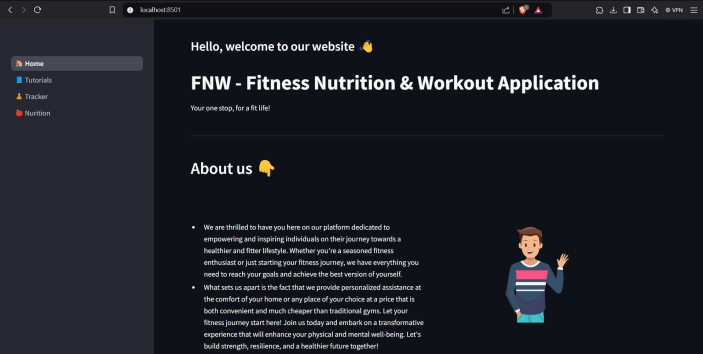 localhost:8501
VPN
Home
Tutorials
Tracker
Nurition
Hello, welcome to our website 👋
FNW - Fitness Nutrition & Workout Application
Your one stop, for a fit life!
About us 👇
• We are thrilled to have you here on our platform dedicated to
empowering and inspiring individuals on their journey towards a
healthier and fitter lifestyle. Whether you're a seasoned fitness
enthusiast or just starting your fitness journey, we have everything you
need to reach your goals and achieve the best version of yourself.
• What sets us apart is the fact that we provide personalized assistance at
the comfort of your home or any place of your choice at a price that is
both convenient and much cheaper than traditional gyms. Let your
fitness journey start here! Join us today and embark on a transformative
experience that will enhance your physical and mental well-being. Let's
build strength, resilience, and a healthier future together!